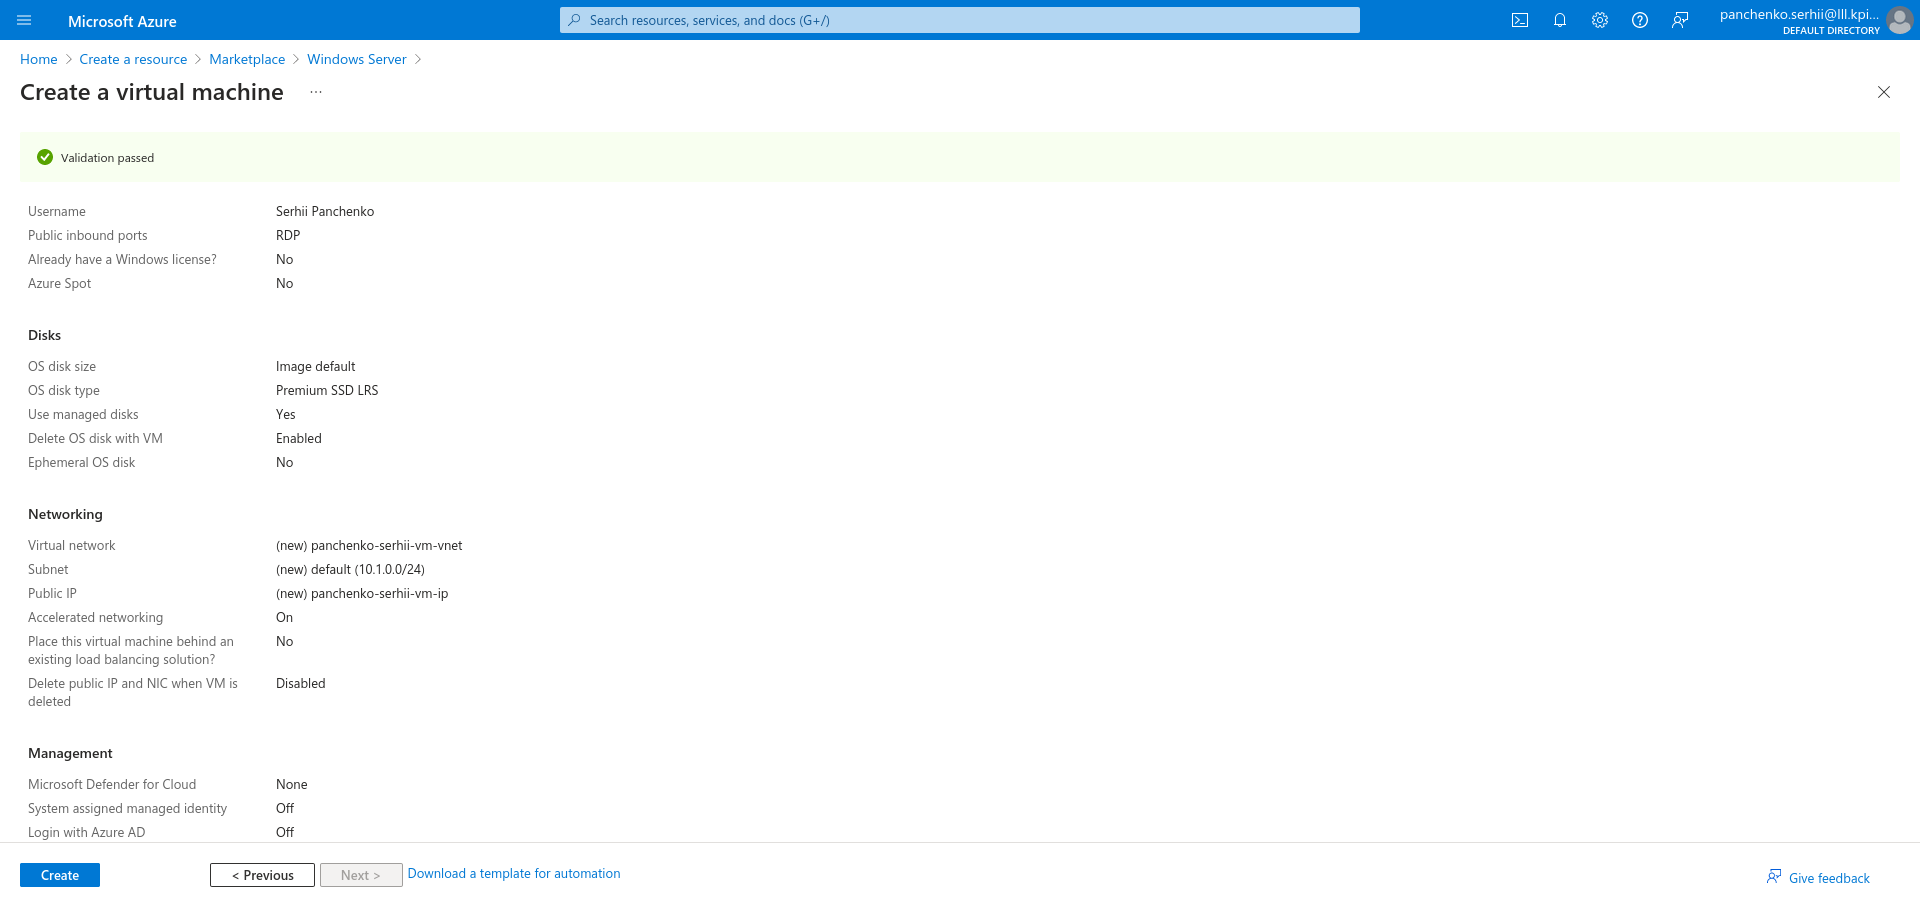 Microsoft Azure
Search resources, services, and docs (G+/)
panchenko.serhii@lll.kpi...
DEFAULT DIRECTORY
Home > Create a resource > Marketplace > Windows Server >
Create a virtual machine ...
Validation passed
Username Serhii Panchenko
Public inbound ports RDP
Already have a Windows license? No
Azure Spot No
Disks
OS disk size Image default
OS disk type Premium SSD LRS
Use managed disks Yes
Delete OS disk with VM Enabled
Ephemeral OS disk No
Networking
Virtual network (new) panchenko-serhii-vm-vnet
Subnet (new) default (10.1.0.0/24)
Public IP (new) panchenko-serhii-vm-ip
Accelerated networking On
Place this virtual machine behind an No
existing load balancing solution?
Delete public IP and NIC when VM is Disabled
deleted
Management
Microsoft Defender for Cloud None
System assigned managed identity Off
Login with Azure AD Off
Create < Previous Next > Download a template for automation Give feedback